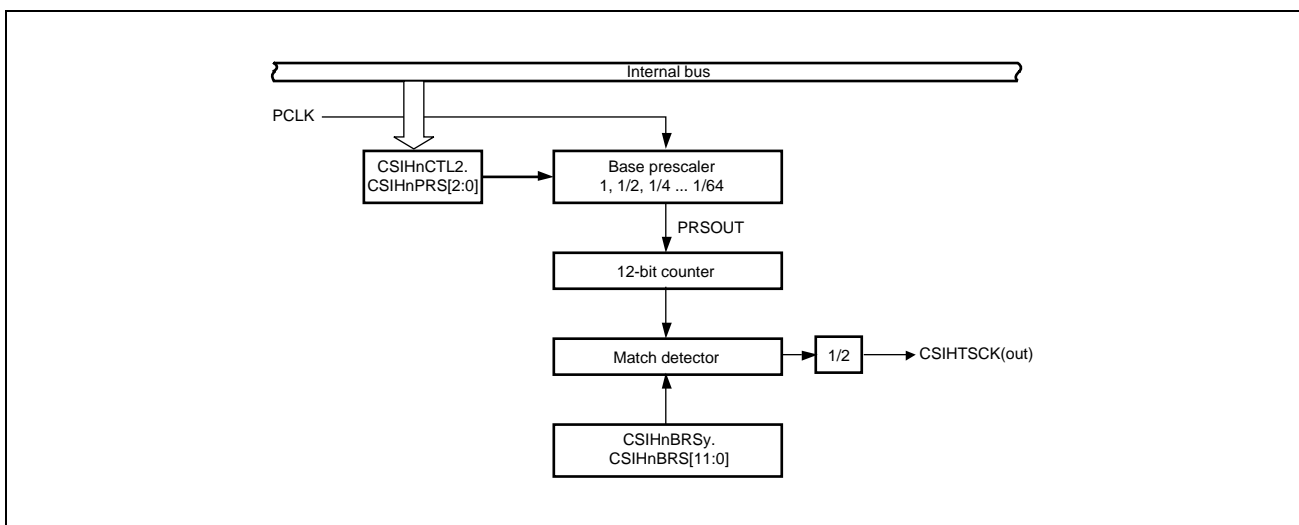 Internal bus
PCLK
CSIHnCTL2.
CSIHnPRS[2:0]
Base prescaler
1, 1/2, 1/4 ... 1/64
PRSOUT
12-bit counter
Match detector
1/2
CSIHTSCK(out)
CSIHnBRSy.
CSIHnBRS[11:0]